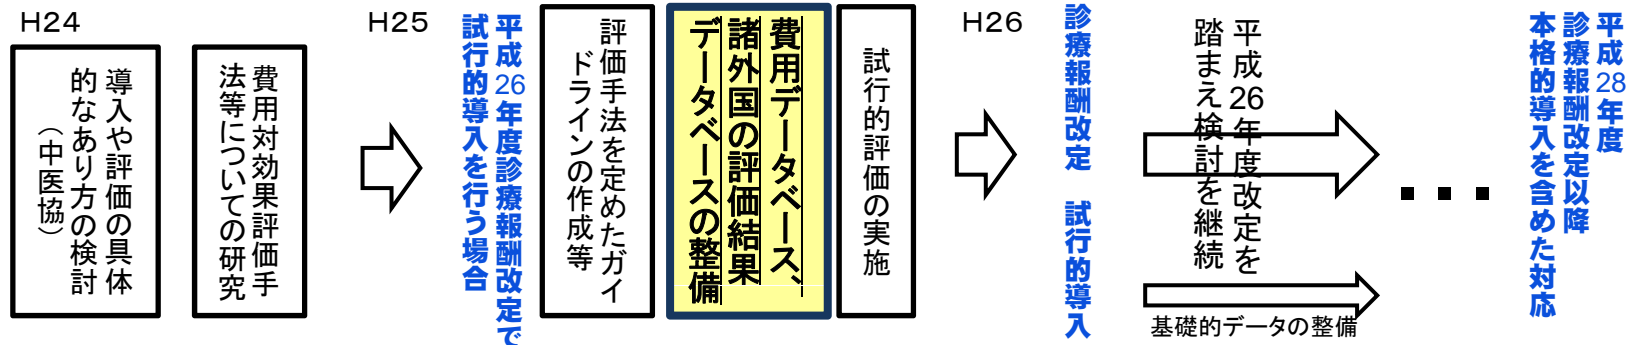 H24
導入や評価の具体
的なあり方の検討
（中医協）
費用対効果評価手
法等についての研究
H25
平成26年度診療報酬改定で
試行的導入を行う場合
評価手法を定めたガイ
ドラインの作成等
費用データベース、
諸外国の評価結果
データベースの整備
試行的評価の実施
H26
診療報酬改定　試行的導入
平成26年度改定を
踏まえ検討を継続
基礎的データの整備
平成28年度
診療報酬改定以降
本格的導入を含めた対応